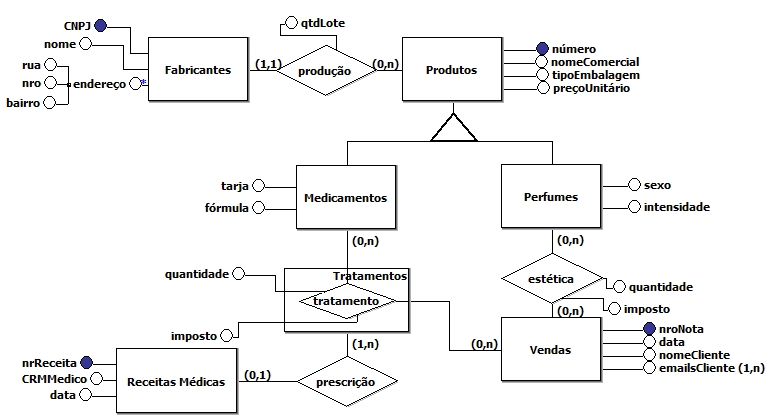 qtdLote
CNPJ
nome
Fabricantes
(1,1)
produção
(0,n)
Produtos
número
nomeComercial
tipoEmbalagem
preçoUnitário
rua
nro
bairro
endereço
*
Medicamentos
tarja
fórmula
(0,n)
Perfumes
sexo
intensidade
(0,n)
quantidade
Tratamentos
tratamento
imposto
estética
quantidade
imposto
(0,n)
(1,n)
(0,n)
Vendas
nroNota
data
nomeCliente
emailsCliente (1,n)
nrReceita
CRMMedico
data
Receitas Médicas
(0,1)
prescrição